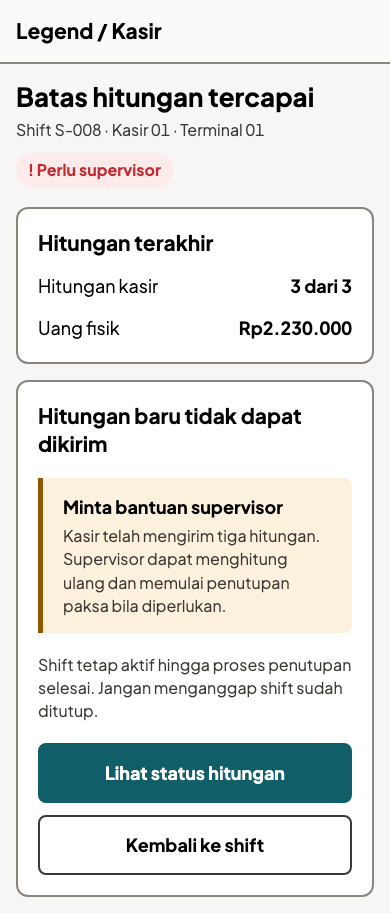 Legend / Kasir
Batas hitungan tercapai
Shift S-008 · Kasir 01 · Terminal 01
! Perlu supervisor
Hitungan terakhir
Hitungan kasir 3 dari 3
Uang fisik Rp2.230.000
Hitungan baru tidak dapat
dikirim
Minta bantuan supervisor
Kasir telah mengirim tiga hitungan.
Supervisor dapat menghitung
ulang dan memulai penutupan
paksa bila diperlukan.
Shift tetap aktif hingga proses penutupan
selesai. Jangan menganggap shift sudah
ditutup.
Lihat status hitungan
Kembali ke shift